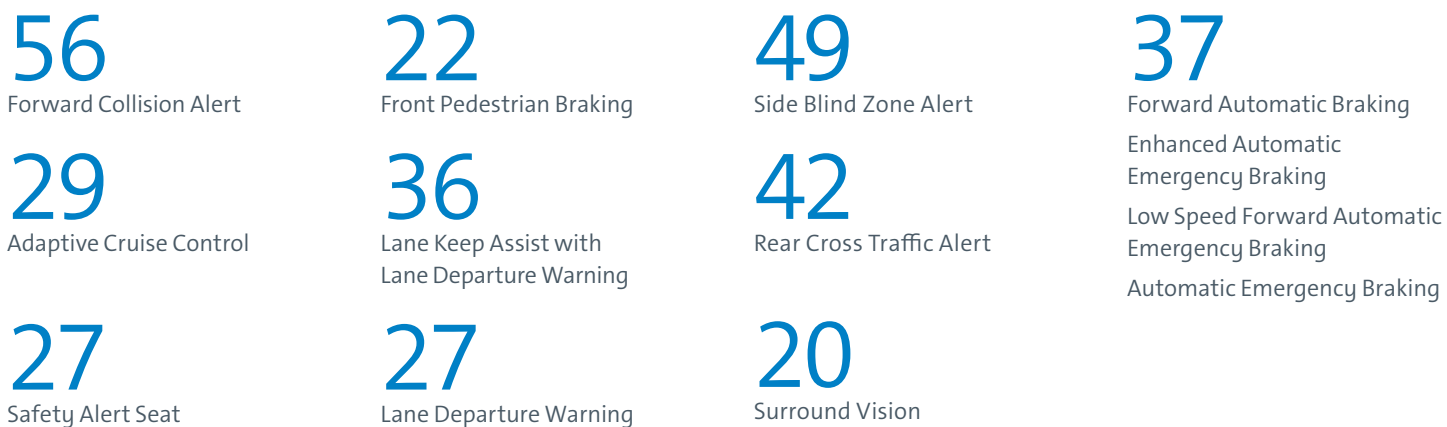 56
Forward Collision Alert
29
Adaptive Cruise Control
27
Safety Alert Seat
22
Front Pedestrian Braking
36
Lane Keep Assist with
Lane Departure Warning
27
Lane Departure Warning
49
Side Blind Zone Alert
42
Rear Cross Traffic Alert
20
Surround Vision
37
Forward Automatic Braking
Enhanced Automatic
Emergency Braking
Low Speed Forward Automatic
Emergency Braking
Automatic Emergency Braking